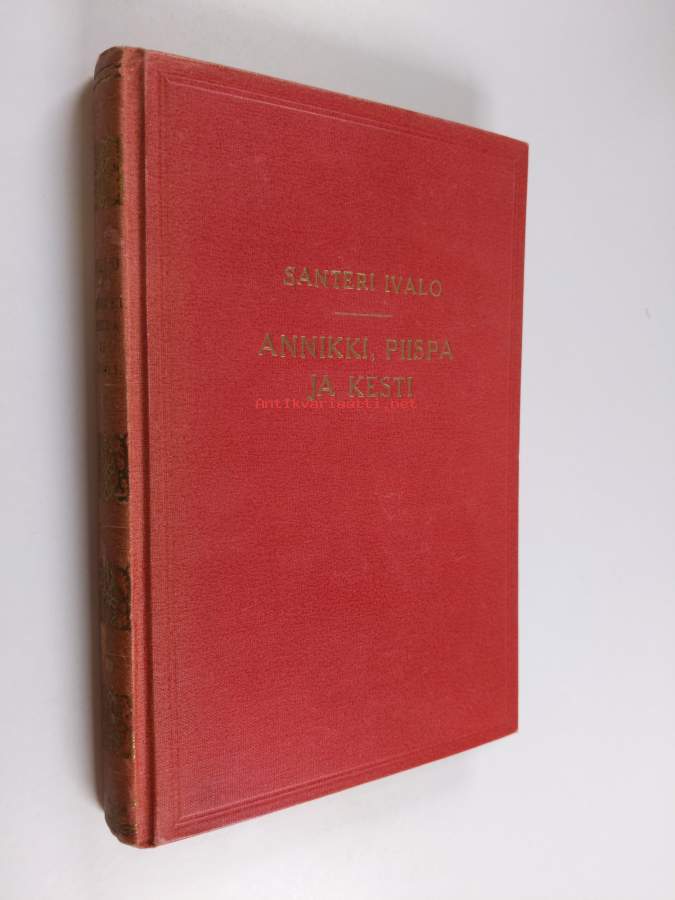 SANTERI IVALO
ANNIKKI, PIISPA
JA KESTI
Antikvariaatti.net